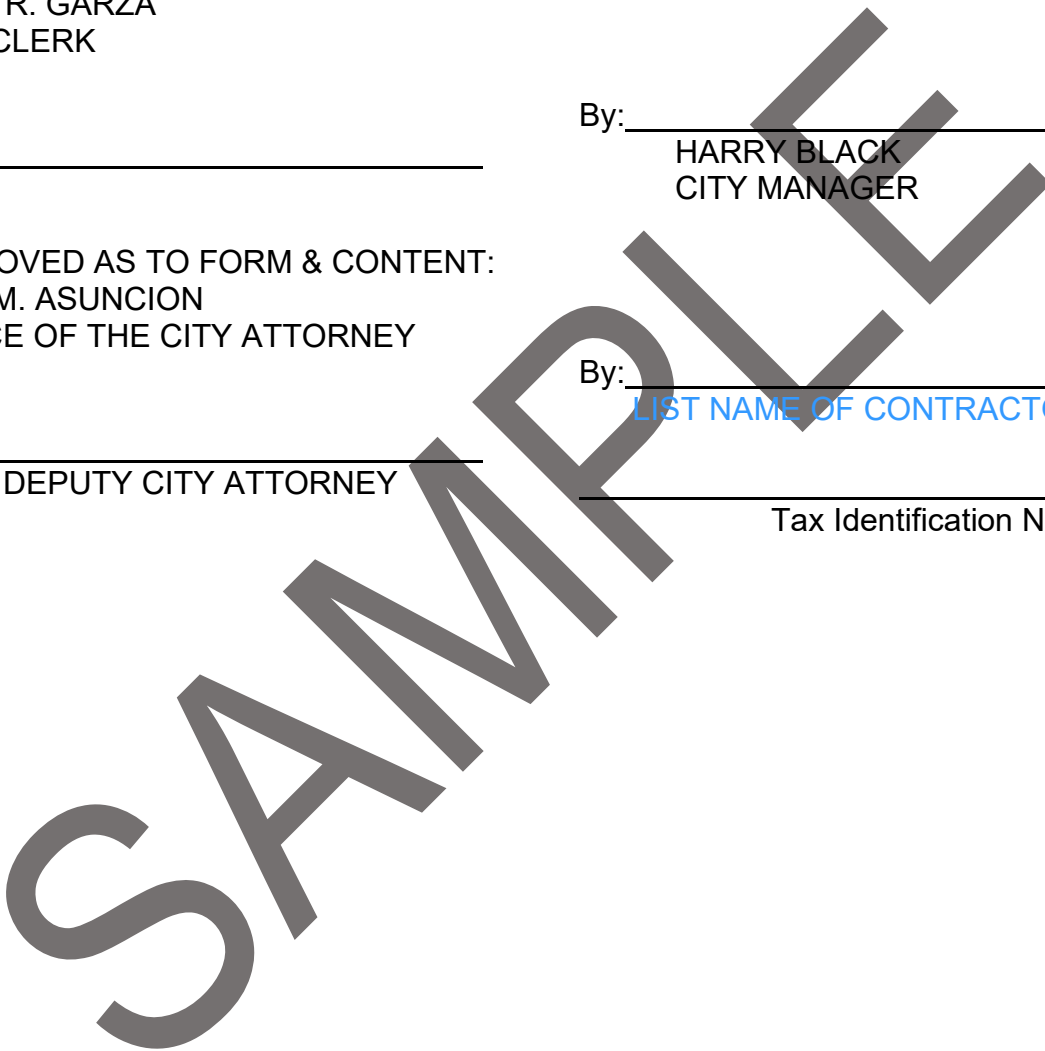 R. GARZA
CLERK
OVED AS TO FORM & CONTENT:
M. ASUNCION
CE OF THE CITY ATTORNEY
DEPUTY CITY ATTORNEY
By:
HARRY BLACK
CITY MANAGER
By:
LIST NAME OF CONTRACTO
Tax Identification N
SAMPLE